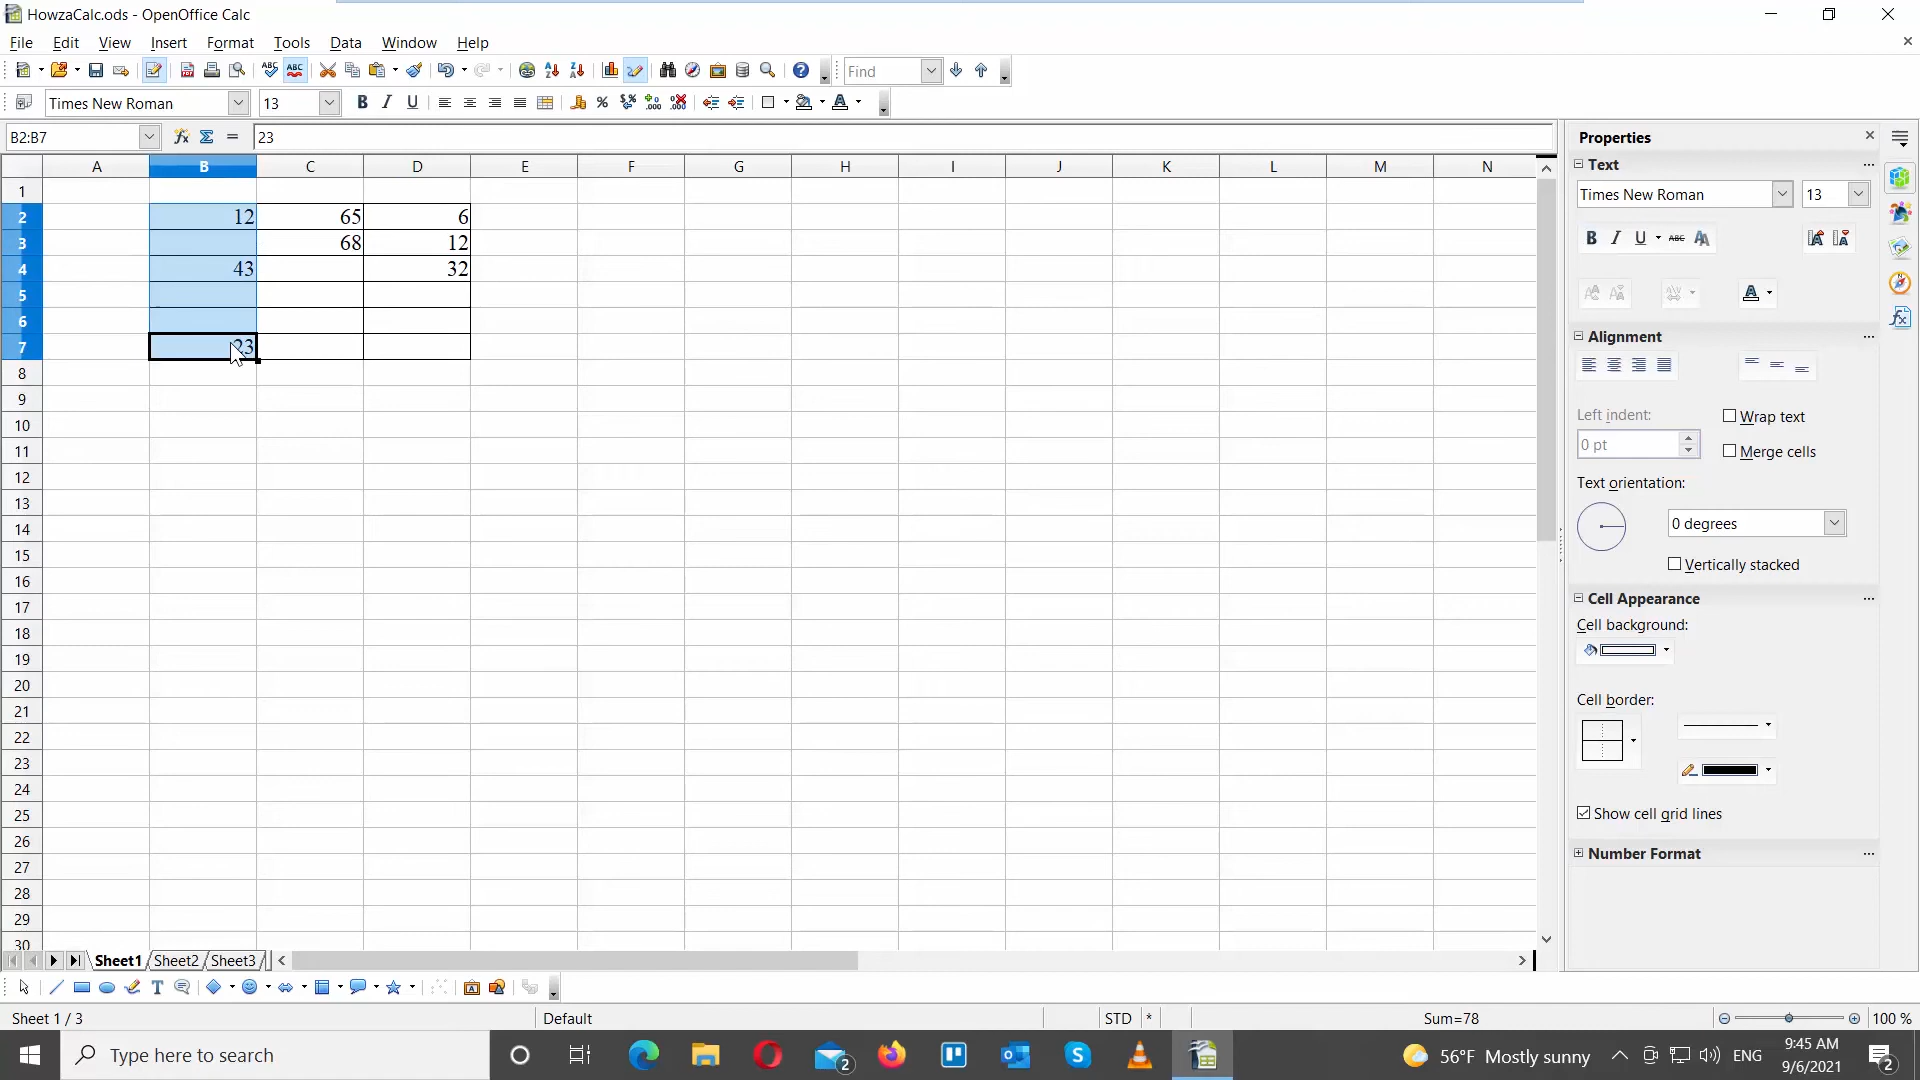 HowzaCalc.ods - OpenOffice Calc
File Edit View Insert Format Tools Data Window Help
ABC ABC Find
Times New Roman 13 B I U
B2:B7 23
Properties
A B C D E F G H I J K L M N
Text
1
Times New Roman 13
2 12 65 6
3 68 12
B I U ABC
4 43 32
5
6
7 23
Alignment
8
9
10
Left indent:
Wrap text
11
0 pt
Merge cells
12
Text orientation:
13
14
0 degrees
15
Vertically stacked
16
17
Cell Appearance
18
Cell background:
19
20
21
Cell border:
22
23
24
25
Show cell grid lines
26
27
Number Format
28
29
30
Sheet1 Sheet2 Sheet3
Sheet 1 / 3 Default STD * Sum=78 100 %
Type here to search
2
56°F Mostly sunny ENG
9:45 AM
9/6/2021
2